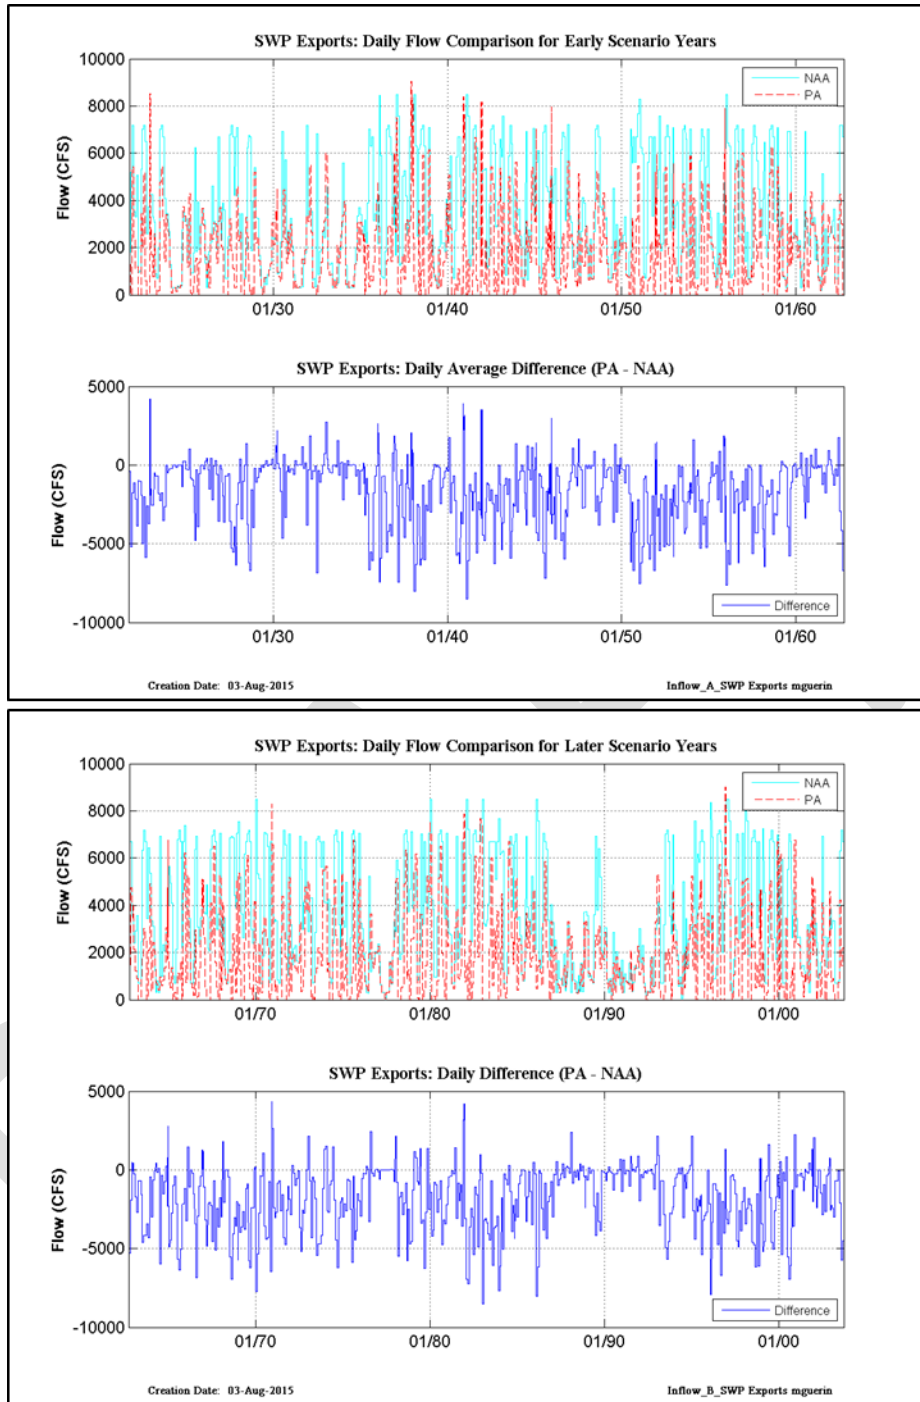 SWP Exports: Daily Flow Comparison for Early Scenario Years
10000
8000
6000
4000
2000
0
Flow (CFS)
NAA
PA
01/30 01/40 01/50 01/60
SWP Exports: Daily Average Difference (PA - NAA)
5000
0
-5000
-10000
Flow (CFS)
Difference
01/30 01/40 01/50 01/60
Creation Date: 03-Aug-2015 Inflow_A_SWP Exports mguerin
SWP Exports: Daily Flow Comparison for Later Scenario Years
10000
8000
6000
4000
2000
0
Flow (CFS)
NAA
PA
01/70 01/80 01/90 01/00
SWP Exports: Daily Difference (PA - NAA)
5000
0
-5000
-10000
Flow (CFS)
Difference
01/70 01/80 01/90 01/00
Creation Date: 03-Aug-2015 Inflow_B_SWP Exports mguerin